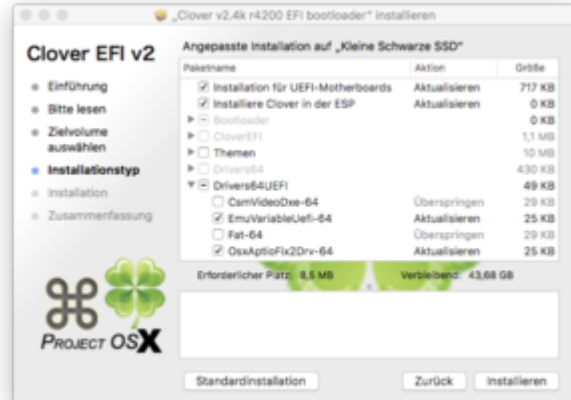 „Clover v2.4k r4200 EFI bootloader“ installieren
Clover EFI v2
Angepasste Installation auf „Kleine Schwarze SSD“
Einführung
Bitte lesen
Zielvolume
auswählen
Installationstyp
Installation
Zusammenfassung
Paketname Aktion Größe
Installation für UEFI-Motherboards Aktualisieren 717 KB
Installiere Clover in der ESP Aktualisieren 0 KB
Bootloader 0 KB
CloverEFI 1,1 MB
Themen 10 MB
Drivers64 430 KB
Drivers64UEFI 49 KB
CsmVideoDxe-64 Überspringen 29 KB
EmuVariableUefi-64 Aktualisieren 25 KB
Fat-64 Überspringen 29 KB
OsxAptioFix2Drv-64 Aktualisieren 25 KB
Erforderlicher Platz: 8,5 MB Verbleibend: 43,68 GB
PROJECT OSX
Standardinstallation Zurück Installieren